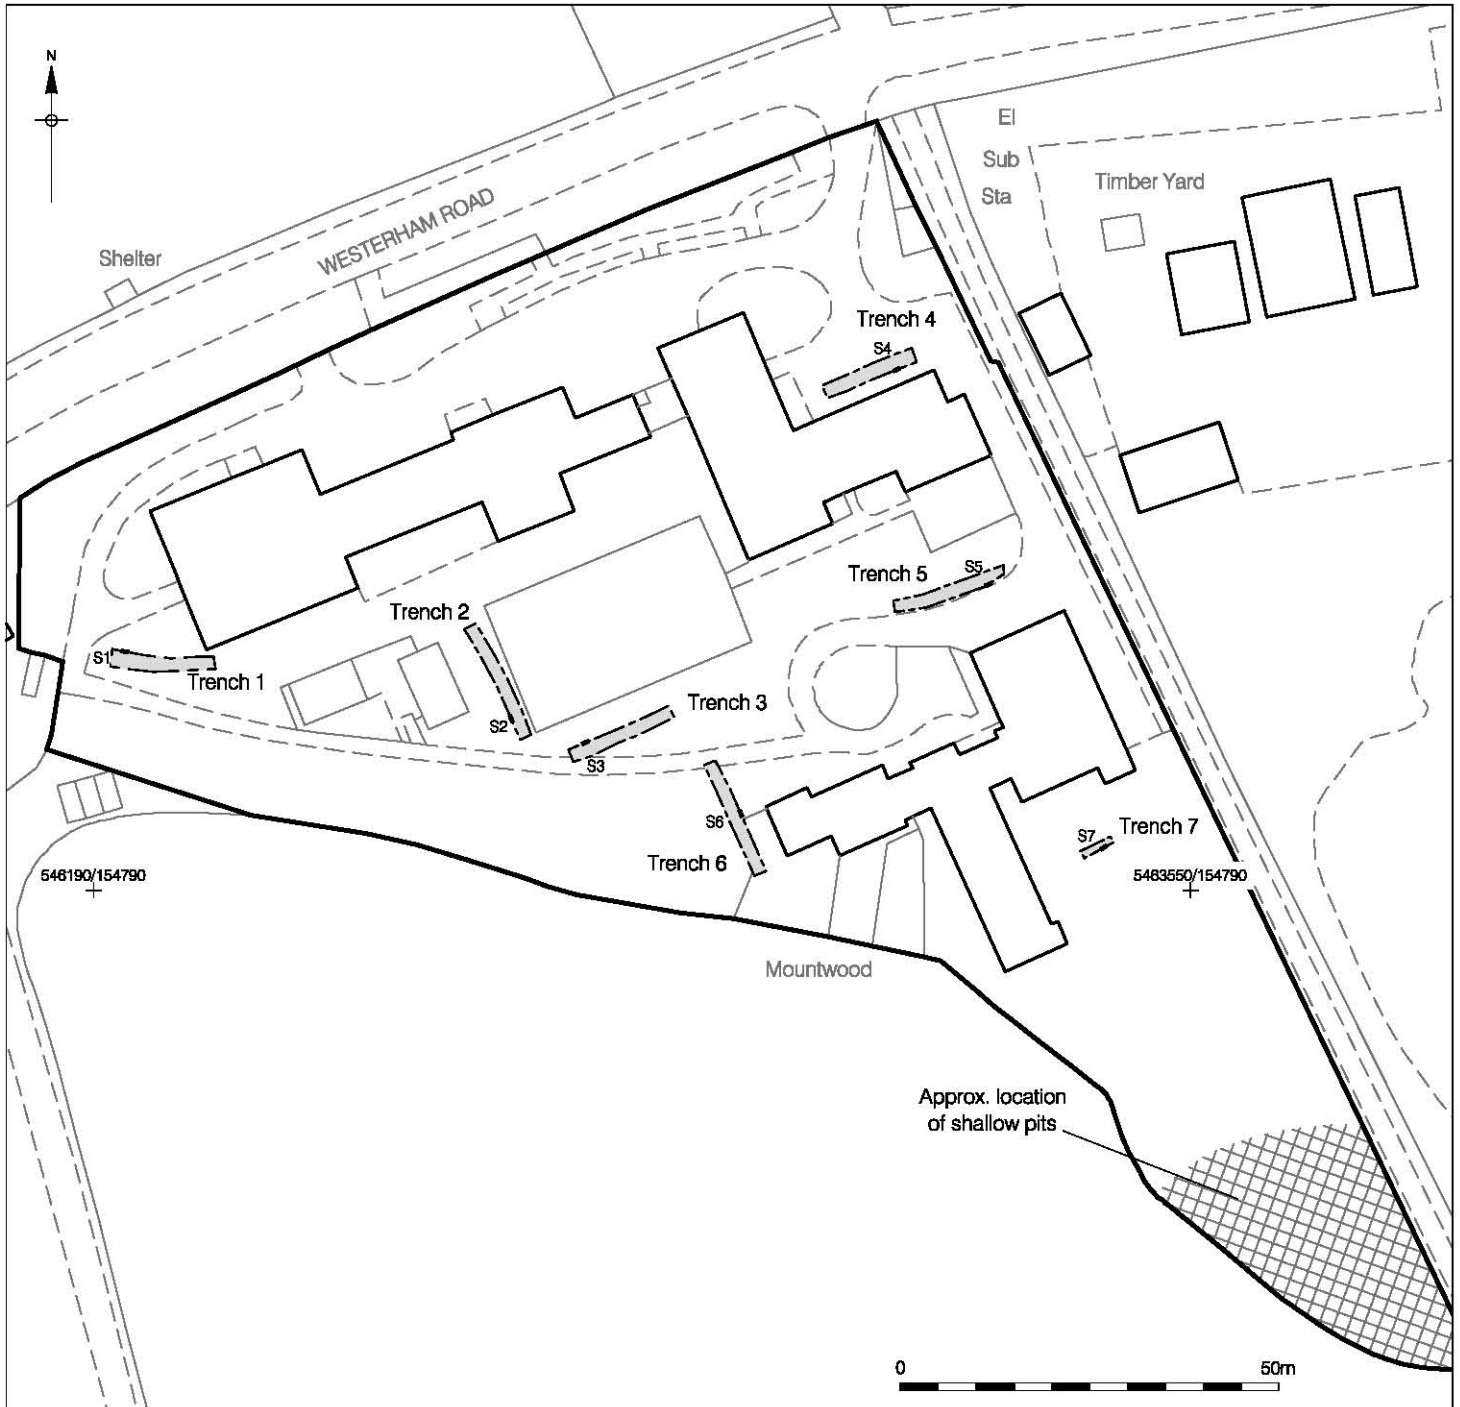 N
El
Sub
Sta
Timber Yard
WESTERHAM ROAD
Shelter
Trench 4
S4
Trench 5
S5
Trench 2
S1
Trench 1
S2
Trench 3
S3
S6
Trench 6
S7
Trench 7
546190/154790
5463550/154790
Mountwood
Approx. location
of shallow pits
0
50m